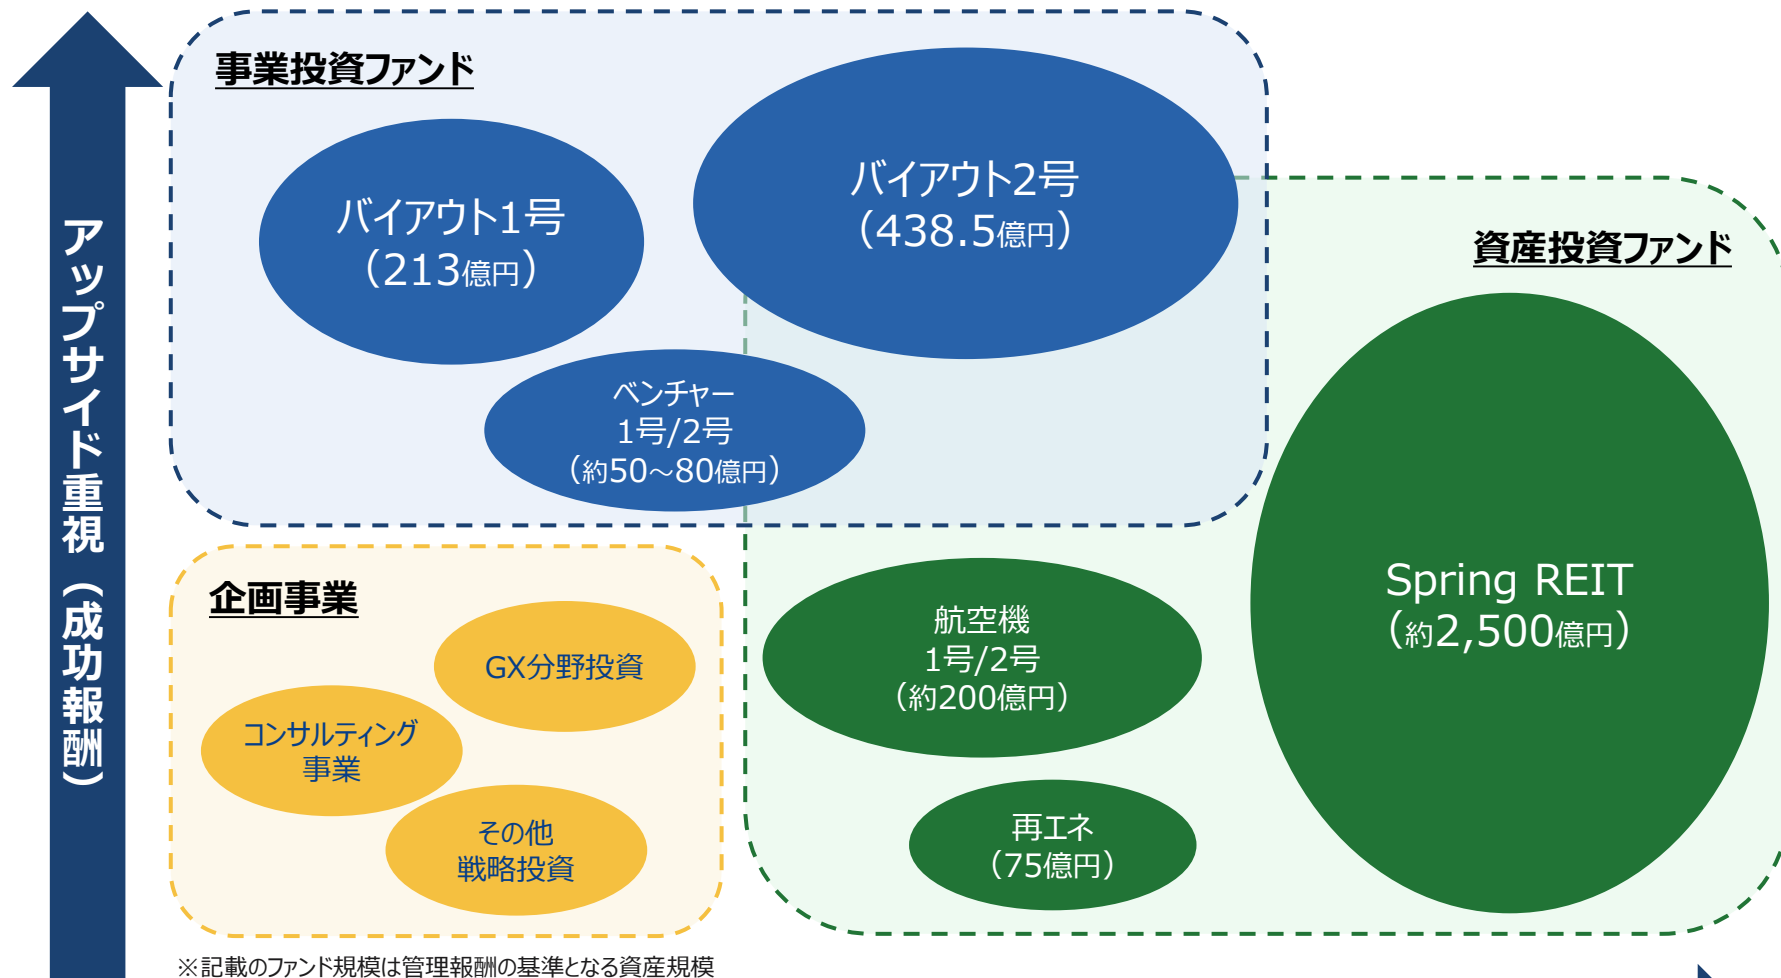 アップサイド重視（成功報酬）
事業投資ファンド
バイアウト1号
（213億円）
バイアウト2号
（438.5億円）
ベンチャー
1号/2号
（約50～80億円）
資産投資ファンド
Spring REIT
（約2,500億円）
航空機
1号/2号
（約200億円）
再エネ
（75億円）
企画事業
GX分野投資
コンサルティング
事業
その他
戦略投資
※記載のファンド規模は管理報酬の基準となる資産規模